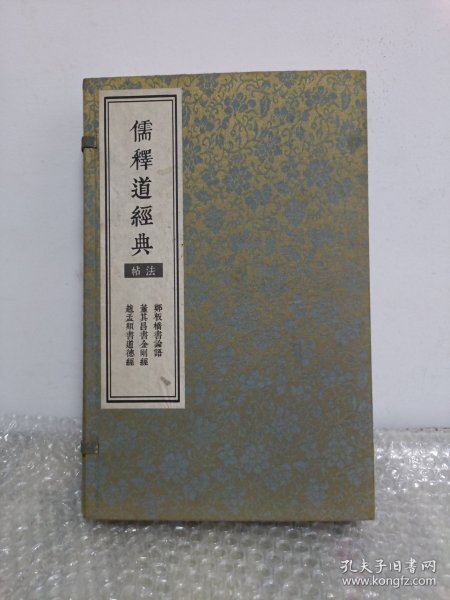 儒釋道經典
法帖
鄭板橋書論語
董其昌書金剛經
趙孟頫書道德經
孔夫子旧书网
www.kongfz.com